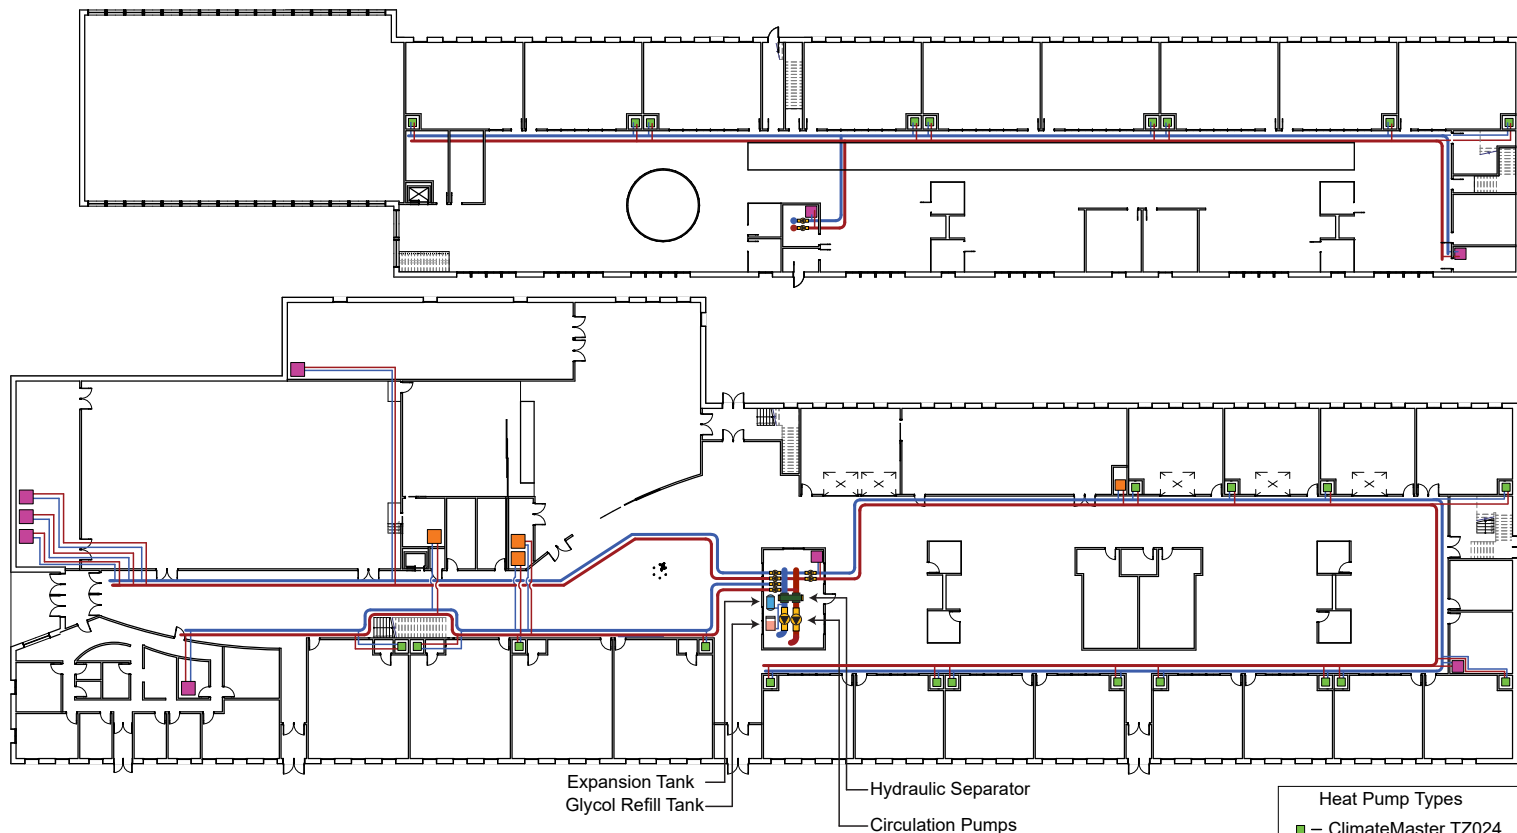 Expansion Tank
Glycol Refill Tank
Hydraulic Separator
Circulation Pumps
Heat Pump Types
– ClimateMaster TZ024